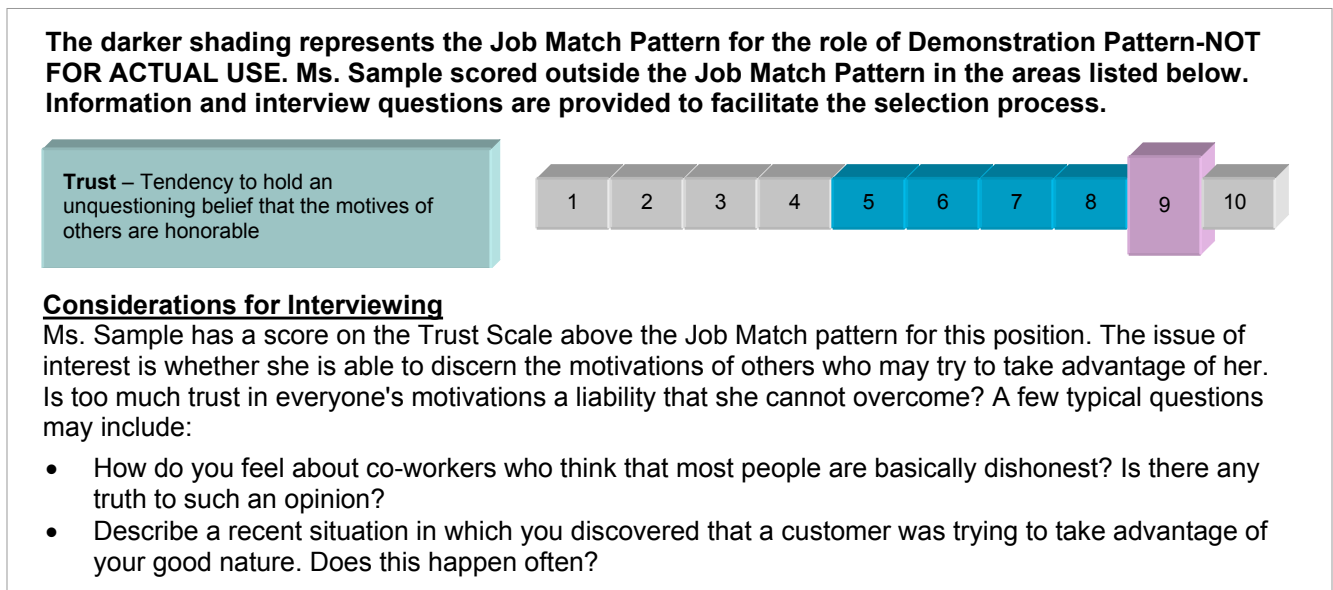 The darker shading represents the Job Match Pattern for the role of Demonstration Pattern-NOT
FOR ACTUAL USE. Ms. Sample scored outside the Job Match Pattern in the areas listed below.
Information and interview questions are provided to facilitate the selection process.
Trust – Tendency to hold an
unquestioning belief that the motives of
others are honorable
1 2 3 4 5 6 7 8 9 10
Considerations for Interviewing
Ms. Sample has a score on the Trust Scale above the Job Match pattern for this position. The issue of
interest is whether she is able to discern the motivations of others who may try to take advantage of her.
Is too much trust in everyone's motivations a liability that she cannot overcome? A few typical questions
may include:
• How do you feel about co-workers who think that most people are basically dishonest? Is there any
truth to such an opinion?
• Describe a recent situation in which you discovered that a customer was trying to take advantage of
your good nature. Does this happen often?